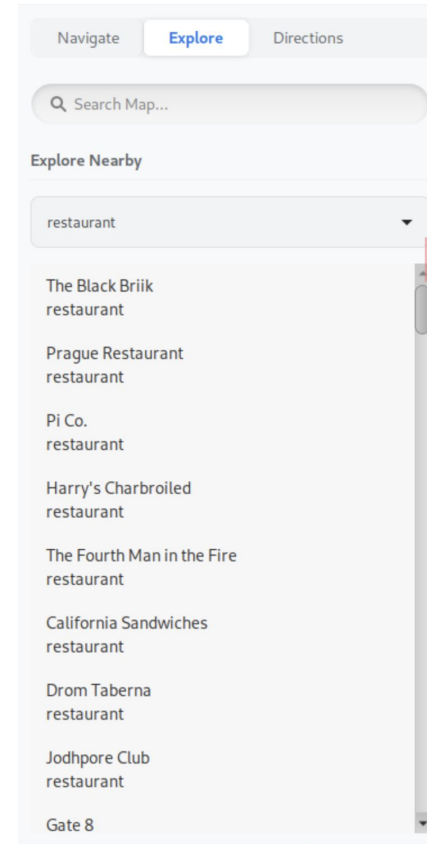 Navigate Explore Directions
Search Map...
Explore Nearby
restaurant
The Black Briik
restaurant
Prague Restaurant
restaurant
Pi Co.
restaurant
Harry's Charbroiled
restaurant
The Fourth Man in the Fire
restaurant
California Sandwiches
restaurant
Drom Taberna
restaurant
Jodhpore Club
restaurant
Gate 8